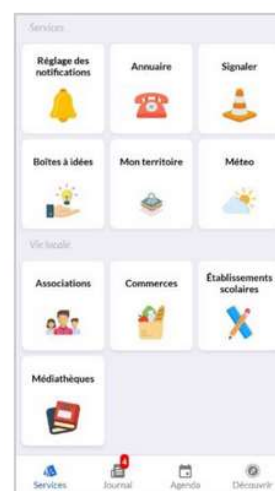 Services
Réglage des
notifications
Annuaire
Signaler
Boîtes à idées
Mon territoire
Méteo
Vie locale
Associations
Commerces
Établissements
scolaires
Médiathèques
4
Services
Journal
Agenda
Découvrir